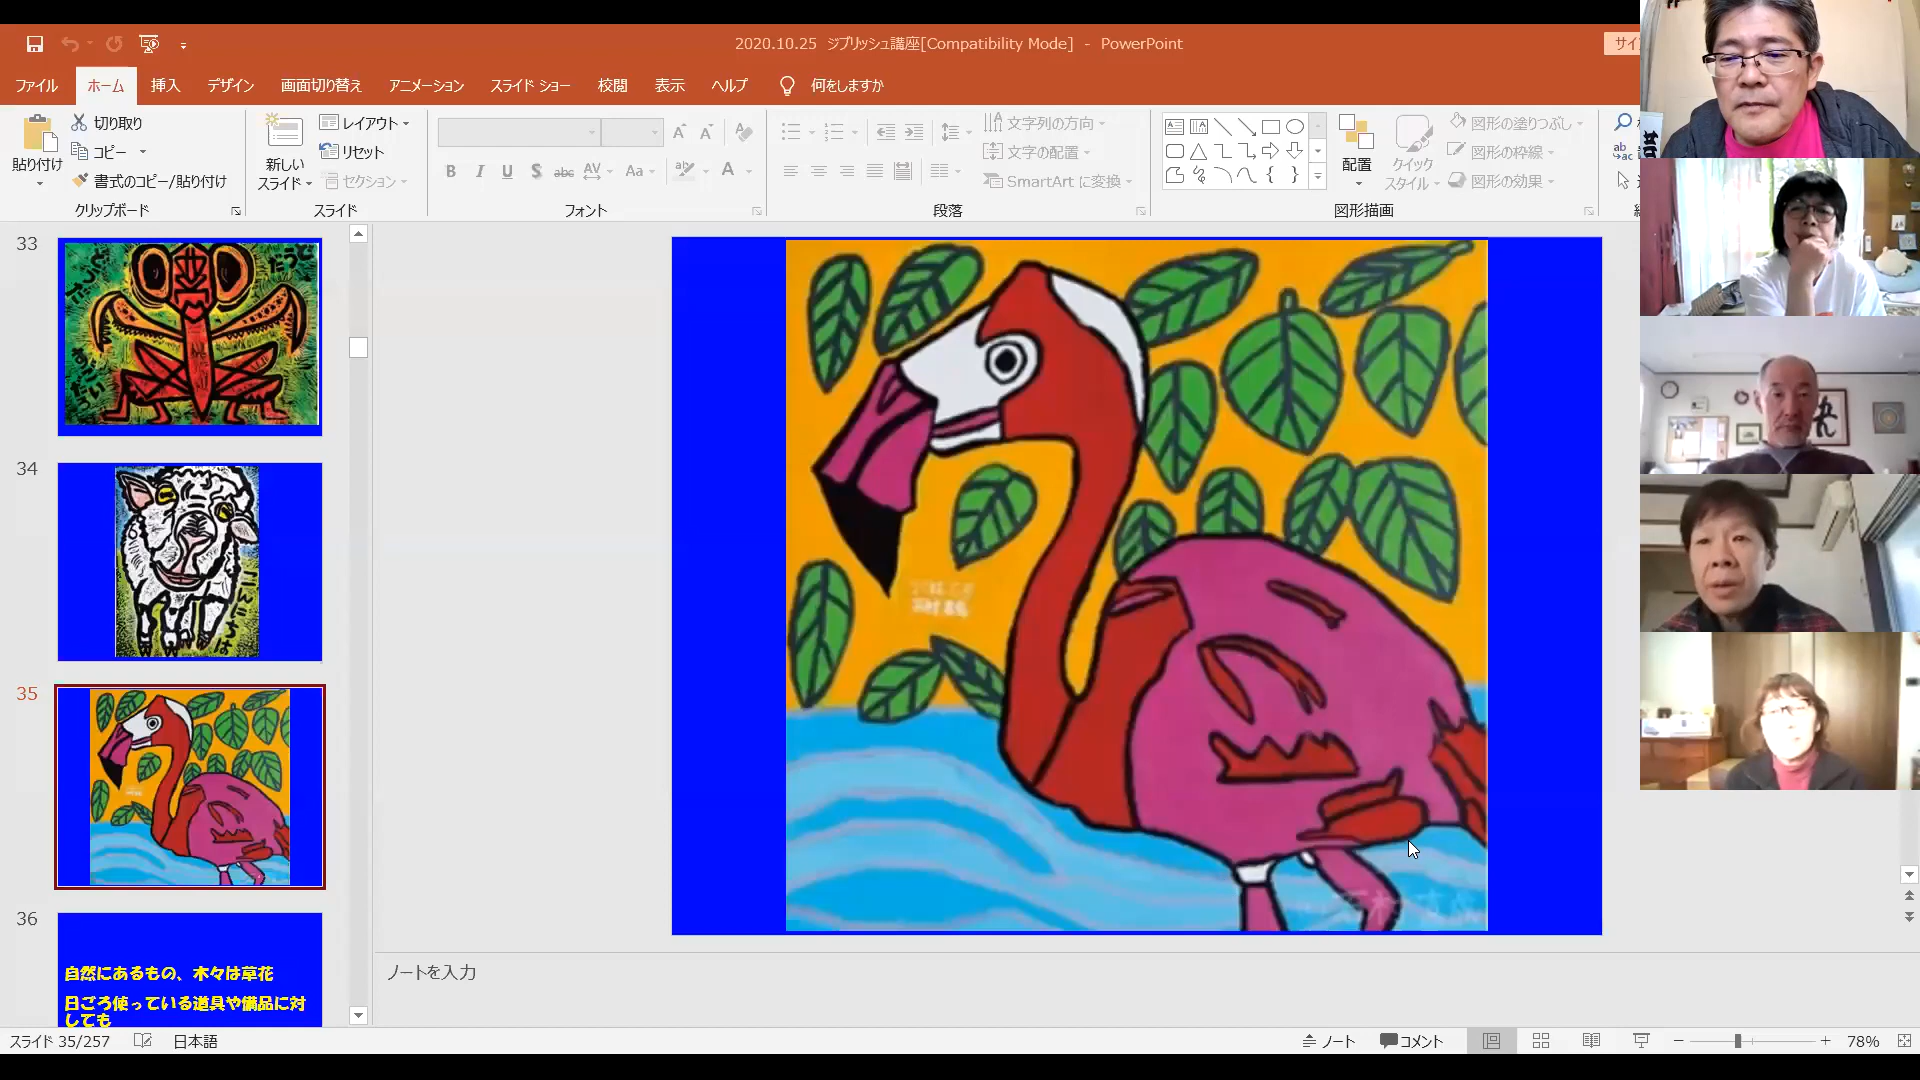 2020.10.25 ジブリッシュ講座[Compatibility Mode] - PowerPoint
サイ
ファイル ホーム 挿入 デザイン 画面切り替え アニメーション スライド ショー 校閲 表示 ヘルプ 何をしますか
貼り付け
切り取り
コピー
書式のコピー/貼り付け
クリップボード
新しい
スライド
レイアウト
リセット
セクション
スライド
B I U S abc AV Aa A
フォント
文字列の方向
文字の配置
SmartArt に変換
段落
配置
クイック
スタイル
図形の塗りつぶし
図形の枠線
図形の効果
図形描画
33
34
こんにちは
35
36
自然にあるもの、木々は草花
日ごろ使っている道具や備品に対
しても
ノートを入力
スライド 35/257 日本語 ノート コメント 78%